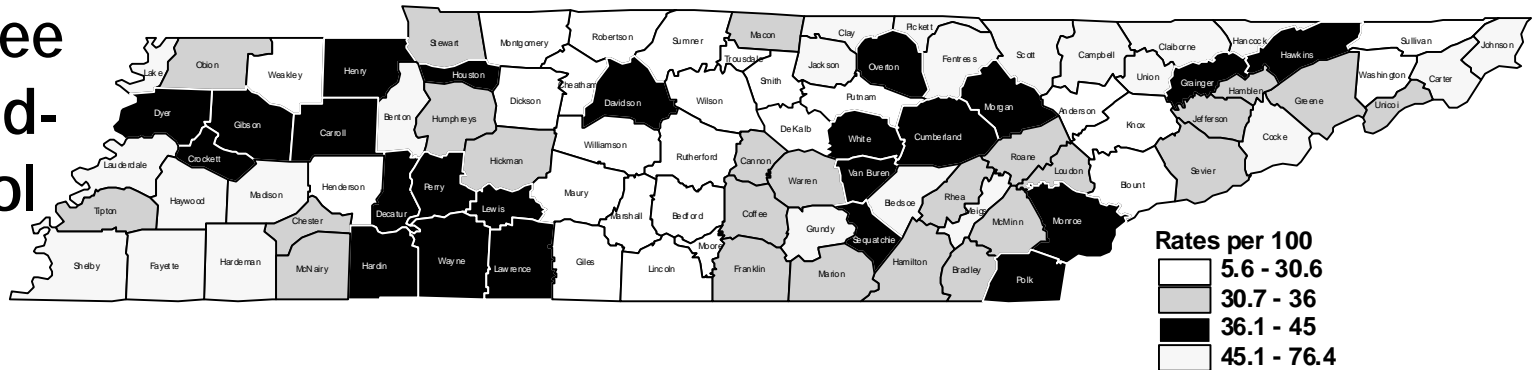 ee
d-
ol
Lake
Obion
Weakley
Henry
Stewart
Houston
Montgomery
Robertson
Sumner
Macon
Trousdale
Clay
Pickett
Jackson
Overton
Fentress
Scott
Campbell
Claiborne
Hancock
Hawkins
Sullivan
Johnson
Dyer
Gibson
Carroll
Benton
Humphreys
Dickson
Cheatham
Davidson
Wilson
Smith
Putnam
DeKalb
White
Cumberland
Morgan
Anderson
Union
Grainger
Hamblen
Greene
Washington
Carter
Unicoi
Lauderdale
Crockett
Haywood
Madison
Henderson
Decatur
Perry
Hickman
Williamson
Rutherford
Cannon
Warren
Van Buren
Bledsoe
Rhea
Meigs
Roane
Loudon
Knox
Blount
Jefferson
Sevier
Cocke
Tipton
Chester
Lewis
Maury
Marshall
Bedford
Moore
Coffee
Grundy
Sequatchie
McMinn
Monroe
Shelby
Fayette
Hardeman
McNairy
Hardin
Wayne
Lawrence
Giles
Lincoln
Franklin
Marion
Hamilton
Bradley
Polk
Rates per 100
5.6 - 30.6
30.7 - 36
36.1 - 45
45.1 - 76.4